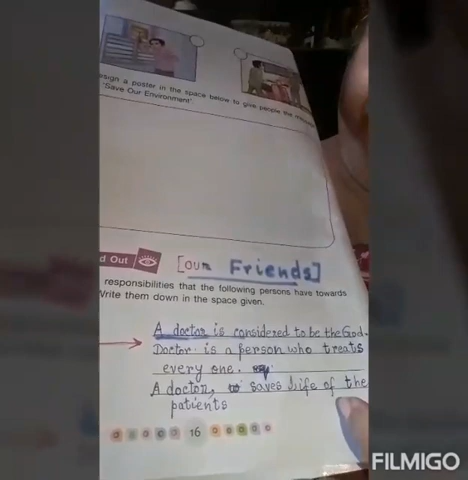 esign a poster in the space below to give people the message
'Save Our Environment'.
d Out
[our Friends]
responsibilities that the following persons have towards
Write them down in the space given.
A doctor is considered to be the God.
Doctor is a person who treats
every one.
A doctor, to saves life of the
patients
16
FILMIGO